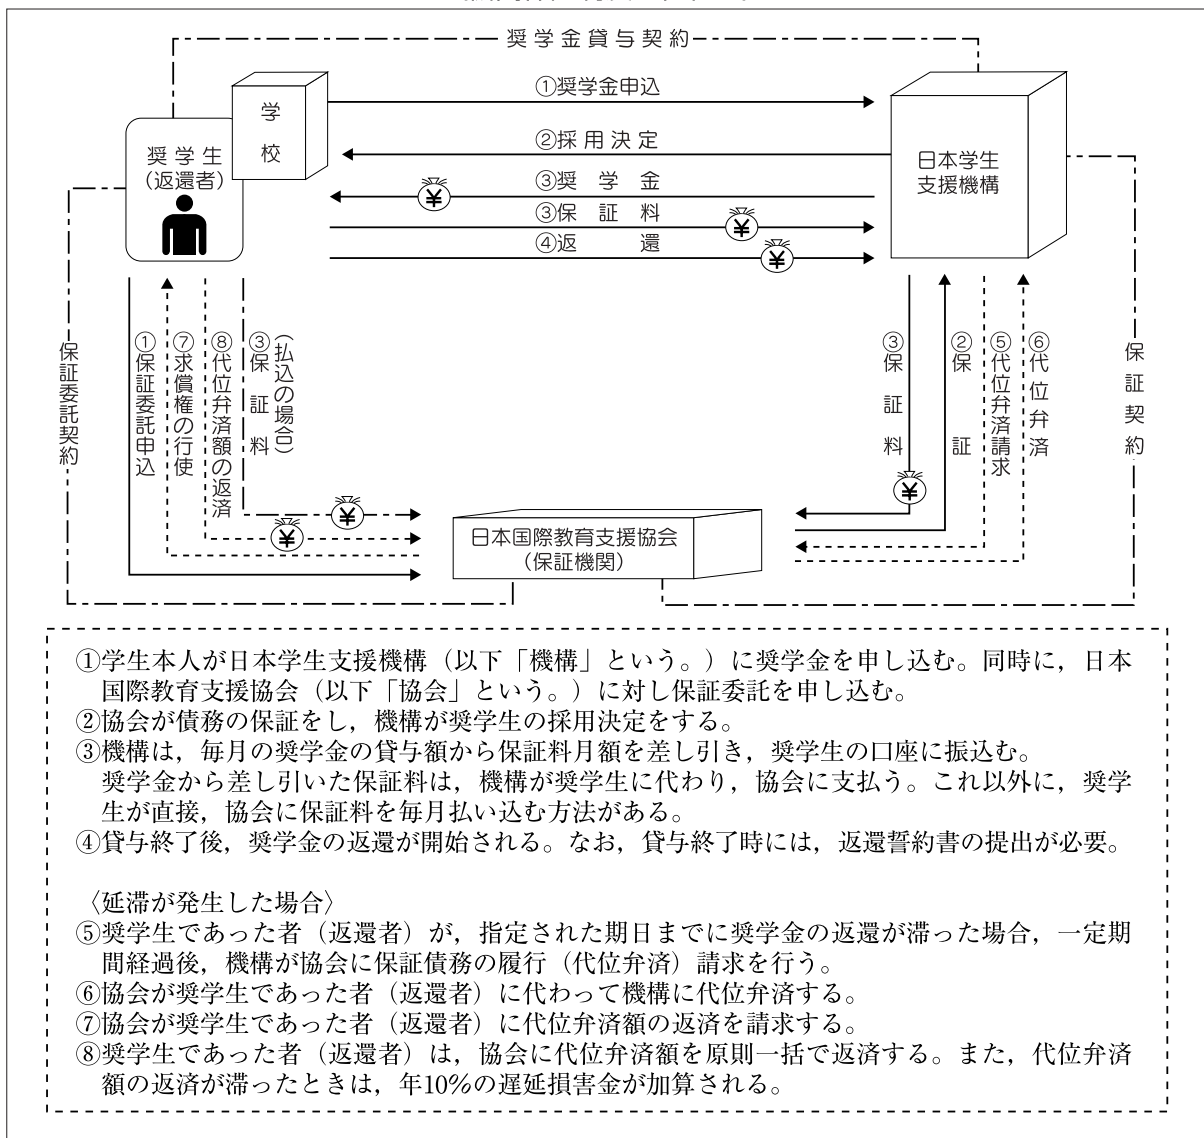 奨学金貸与契約
学校
奨学生
(返還者)
①奨学金申込
②採用決定
③奨学金
③保証料
④返還
日本学生
支援機構
保証委託契約
①保証委託申込
⑦求償権の行使
⑧代位弁済額の返済
③保証料
(払込の場合)
③保証料
②保証
⑤代位弁済請求
⑥代位弁済
保証契約
日本国際教育支援協会
(保証機関)
①学生本人が日本学生支援機構(以下「機構」という。)に奨学金を申し込む。同時に，日本
国際教育支援協会(以下「協会」という。)に対し保証委託を申し込む。
②協会が債務の保証をし，機構が奨学生の採用決定をする。
③機構は，毎月の奨学金の貸与額から保証料月額を差し引き，奨学生の口座に振込む。
奨学金から差し引いた保証料は，機構が奨学生に代わり，協会に支払う。これ以外に，奨学
生が直接，協会に保証料を毎月払い込む方法がある。
④貸与終了後，奨学金の返還が開始される。なお，貸与終了時には，返還誓約書の提出が必要。
〈延滞が発生した場合〉
⑤奨学生であった者(返還者)が，指定された期日までに奨学金の返還が滞った場合，一定期
間経過後，機構が協会に保証債務の履行(代位弁済)請求を行う。
⑥協会が奨学生であった者(返還者)に代わって機構に代位弁済する。
⑦協会が奨学生であった者(返還者)に代位弁済額の返済を請求する。
⑧奨学生であった者(返還者)は，協会に代位弁済額を原則一括で返済する。また，代位弁済
額の返済が滞ったときは，年10%の遅延損害金が加算される。